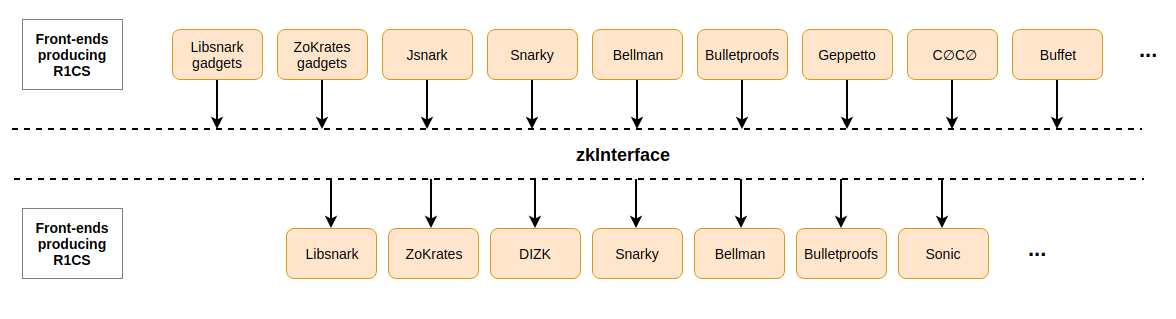 Front-ends
producing
R1CS
Libsnark
gadgets
ZoKrates
gadgets
Jsnark
Snarky
Bellman
Bulletproofs
Geppetto
C∅C∅
Buffet
...
zkInterface
Front-ends
producing
R1CS
Libsnark
ZoKrates
DIZK
Snarky
Bellman
Bulletproofs
Sonic
...